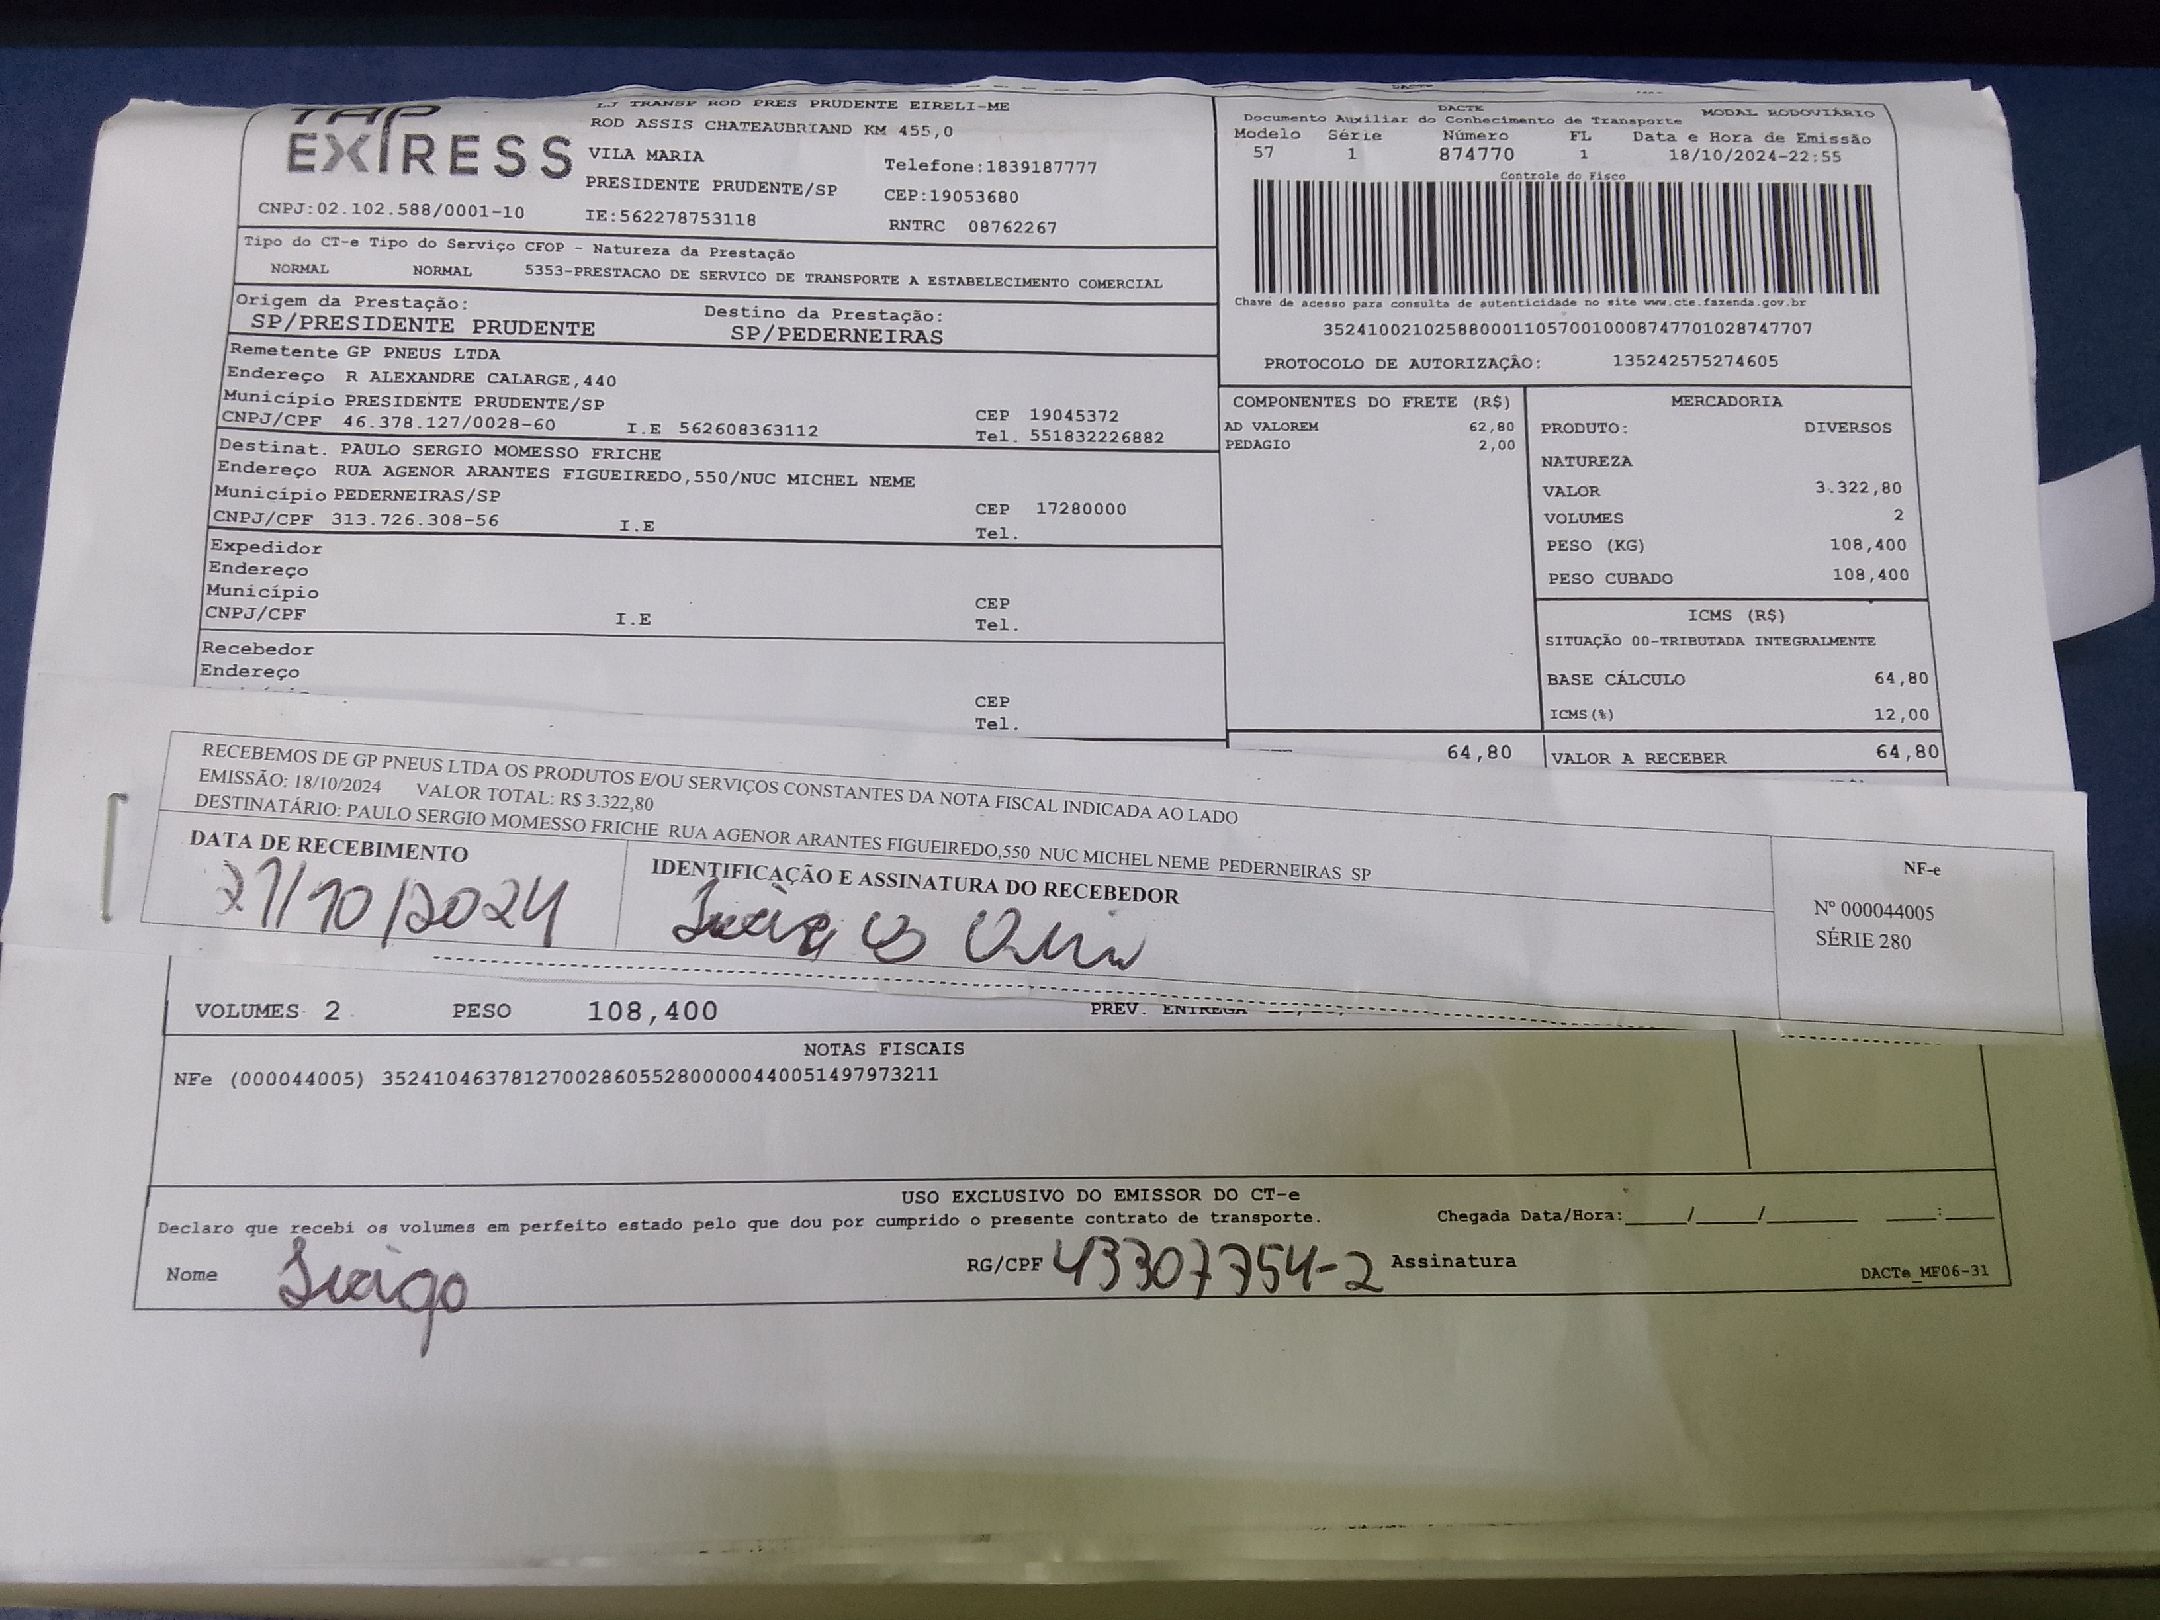 TAP
EXPRESS
LJ TRANSP ROD PRES PRUDENTE EIRELI-ME
ROD ASSIS CHATEAUBRIAND KM 455,0
VILA MARIA
Telefone:1839187777
PRESIDENTE PRUDENTE/SP
CEP:19053680
CNPJ:02.102.588/0001-10
IE:562278753118
RNTRC 08762267
DACTE
MODAL RODOVIÁRIO
Documento Auxiliar do Conhecimento de Transporte
Modelo Série Número FL Data e Hora de Emissão
57 1 874770 1 18/10/2024-22:55
Controle do Fisco
Chave de acesso para consulta de autenticidade no site www.cte.fazenda.gov.br
35241002102588000110570010008747701028747707
PROTOCOLO DE AUTORIZAÇÃO: 135242575274605
Tipo do CT-e Tipo do Serviço CFOP - Natureza da Prestação
NORMAL NORMAL 5353-PRESTACAO DE SERVICO DE TRANSPORTE A ESTABELECIMENTO COMERCIAL
Origem da Prestação: Destino da Prestação:
SP/PRESIDENTE PRUDENTE SP/PEDERNEIRAS
Remetente GP PNEUS LTDA
Endereço R ALEXANDRE CALARGE,440
Município PRESIDENTE PRUDENTE/SP CEP 19045372
CNPJ/CPF 46.378.127/0028-60 I.E 562608363112 Tel. 551832226882
Destinat. PAULO SERGIO MOMESSO FRICHE
Endereço RUA AGENOR ARANTES FIGUEIREDO,550/NUC MICHEL NEME
Município PEDERNEIRAS/SP CEP 17280000
CNPJ/CPF 313.726.308-56 I.E Tel.
Expedidor
Endereço
Município CEP
CNPJ/CPF I.E Tel.
Recebedor
Endereço
CEP
Tel.
COMPONENTES DO FRETE (R$)
AD VALOREM 62,80
PEDAGIO 2,00
64,80
MERCADORIA
PRODUTO: DIVERSOS
NATUREZA
VALOR 3.322,80
VOLUMES 2
PESO (KG) 108,400
PESO CUBADO 108,400
ICMS (R$)
SITUAÇÃO 00-TRIBUTADA INTEGRALMENTE
BASE CÁLCULO 64,80
ICMS(%) 12,00
VALOR A RECEBER 64,80
RECEBEMOS DE GP PNEUS LTDA OS PRODUTOS E/OU SERVIÇOS CONSTANTES DA NOTA FISCAL INDICADA AO LADO
EMISSÃO: 18/10/2024 VALOR TOTAL: R$ 3.322,80
DESTINATÁRIO: PAULO SERGIO MOMESSO FRICHE RUA AGENOR ARANTES FIGUEIREDO,550 NUC MICHEL NEME PEDERNEIRAS SP
DATA DE RECEBIMENTO
21/10/2024
IDENTIFICAÇÃO E ASSINATURA DO RECEBEDOR
NF-e
Nº 000044005
SÉRIE 280
VOLUMES 2 PESO 108,400 PREV. ENTREGA
NOTAS FISCAIS
NFe (000044005) 35241046378127002860552800000440051497973211
USO EXCLUSIVO DO EMISSOR DO CT-e
Declaro que recebi os volumes em perfeito estado pelo que dou por cumprido o presente contrato de transporte. Chegada Data/Hora:____/____/______ ___:___
Nome RG/CPF 43307754-2 Assinatura
DACTe_MF06-31